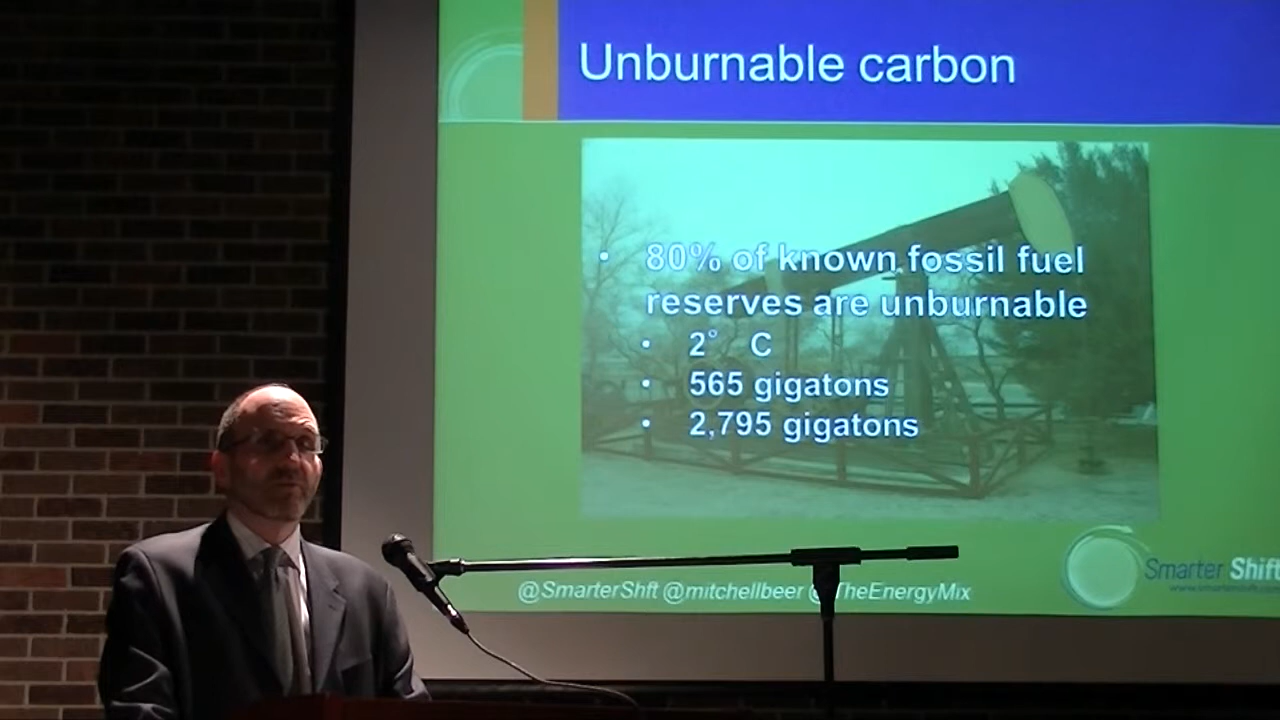 Unburnable carbon
• 80% of known fossil fuel
reserves are unburnable
• 2° C
• 565 gigatons
• 2,795 gigatons
@SmarterShft @mitchellbeer @TheEnergyMix
Smarter Shift